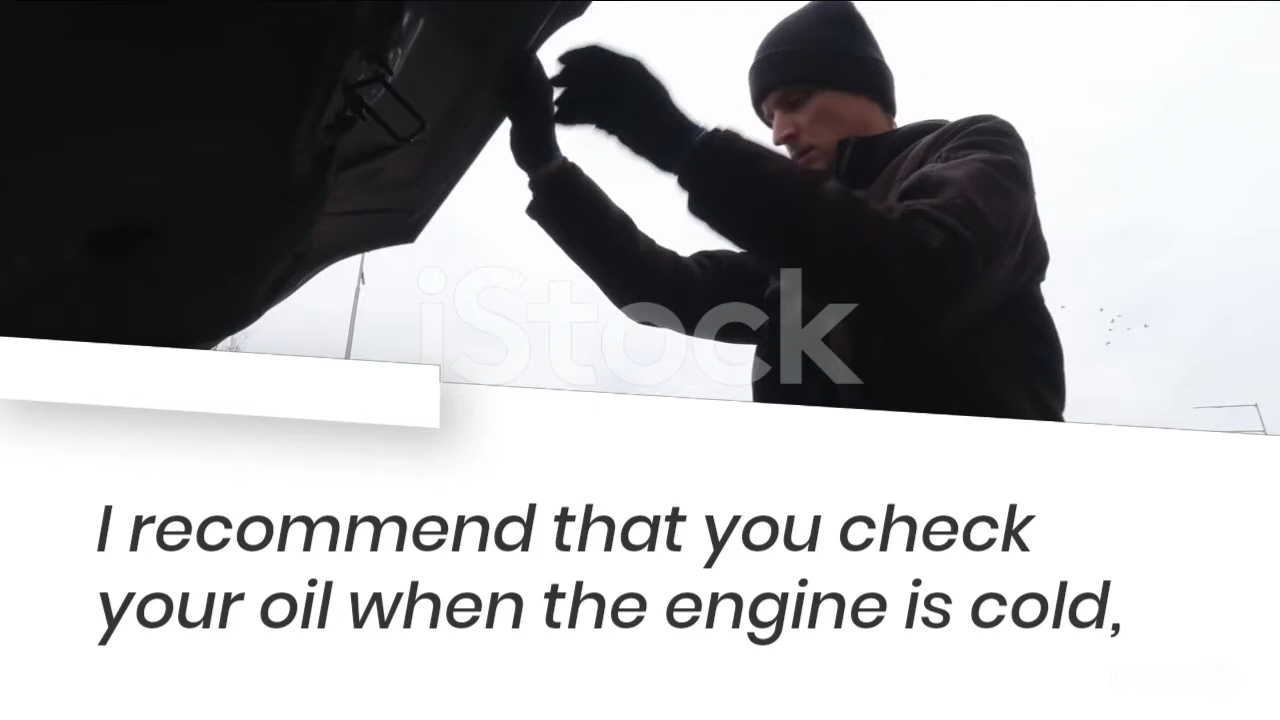 iStock
I recommend that you check
your oil when the engine is cold,